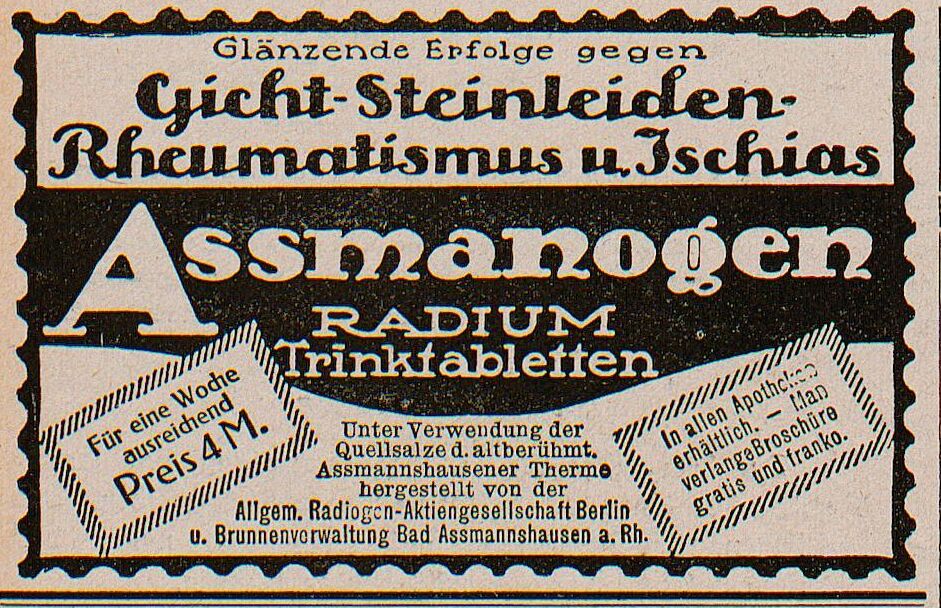 Glänzende Erfolge gegen
Gicht-Steinleiden-
Rheumatismus u. Ischias
Assmanogen
RADIUM
Trinktabletten
Für eine Woche
ausreichend
Preis 4 M.
Unter Verwendung der
Quellsalze d. altberühmt.
Assmannshausener Therme
hergestellt von der
Allgem. Radiogen-Aktiengesellschaft Berlin
u. Brunnenverwaltung Bad Assmannshausen a. Rh.
In allen Apotheken
erhältlich. — Man
verlange Broschüre
gratis und franko.